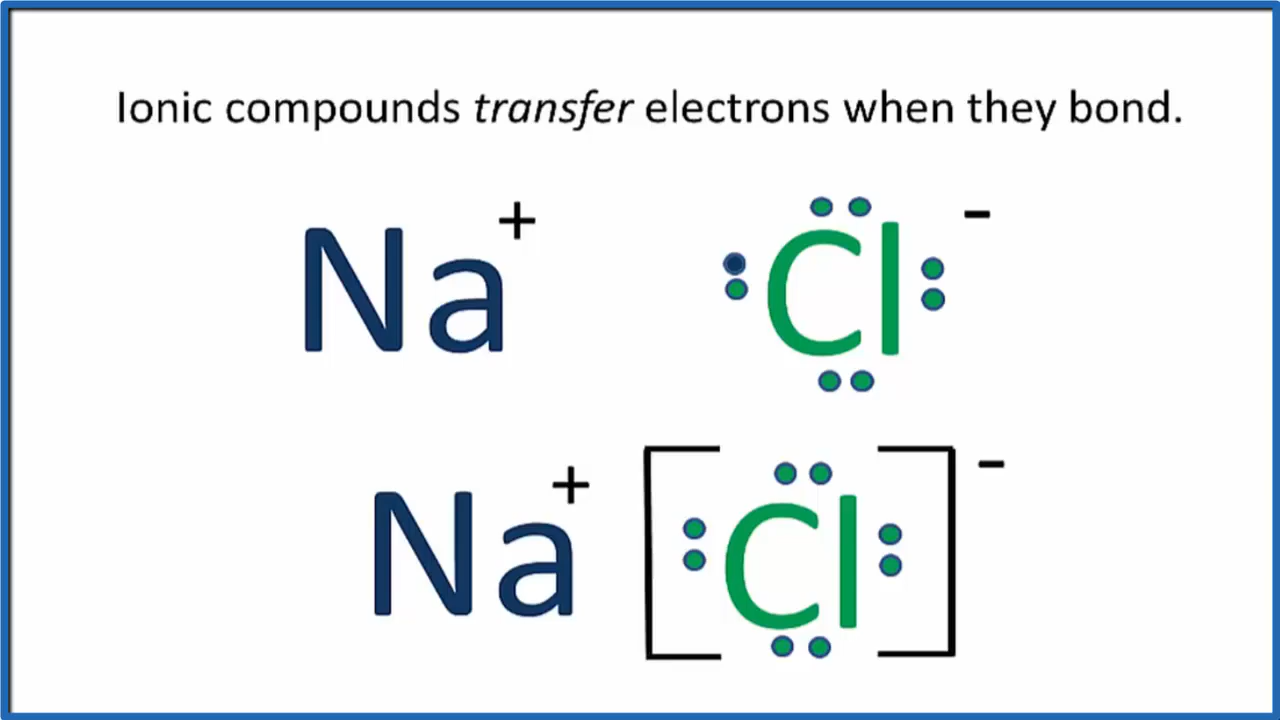 Ionic compounds transfer electrons when they bond.
Na+ Cl-
Na+ [Cl]-